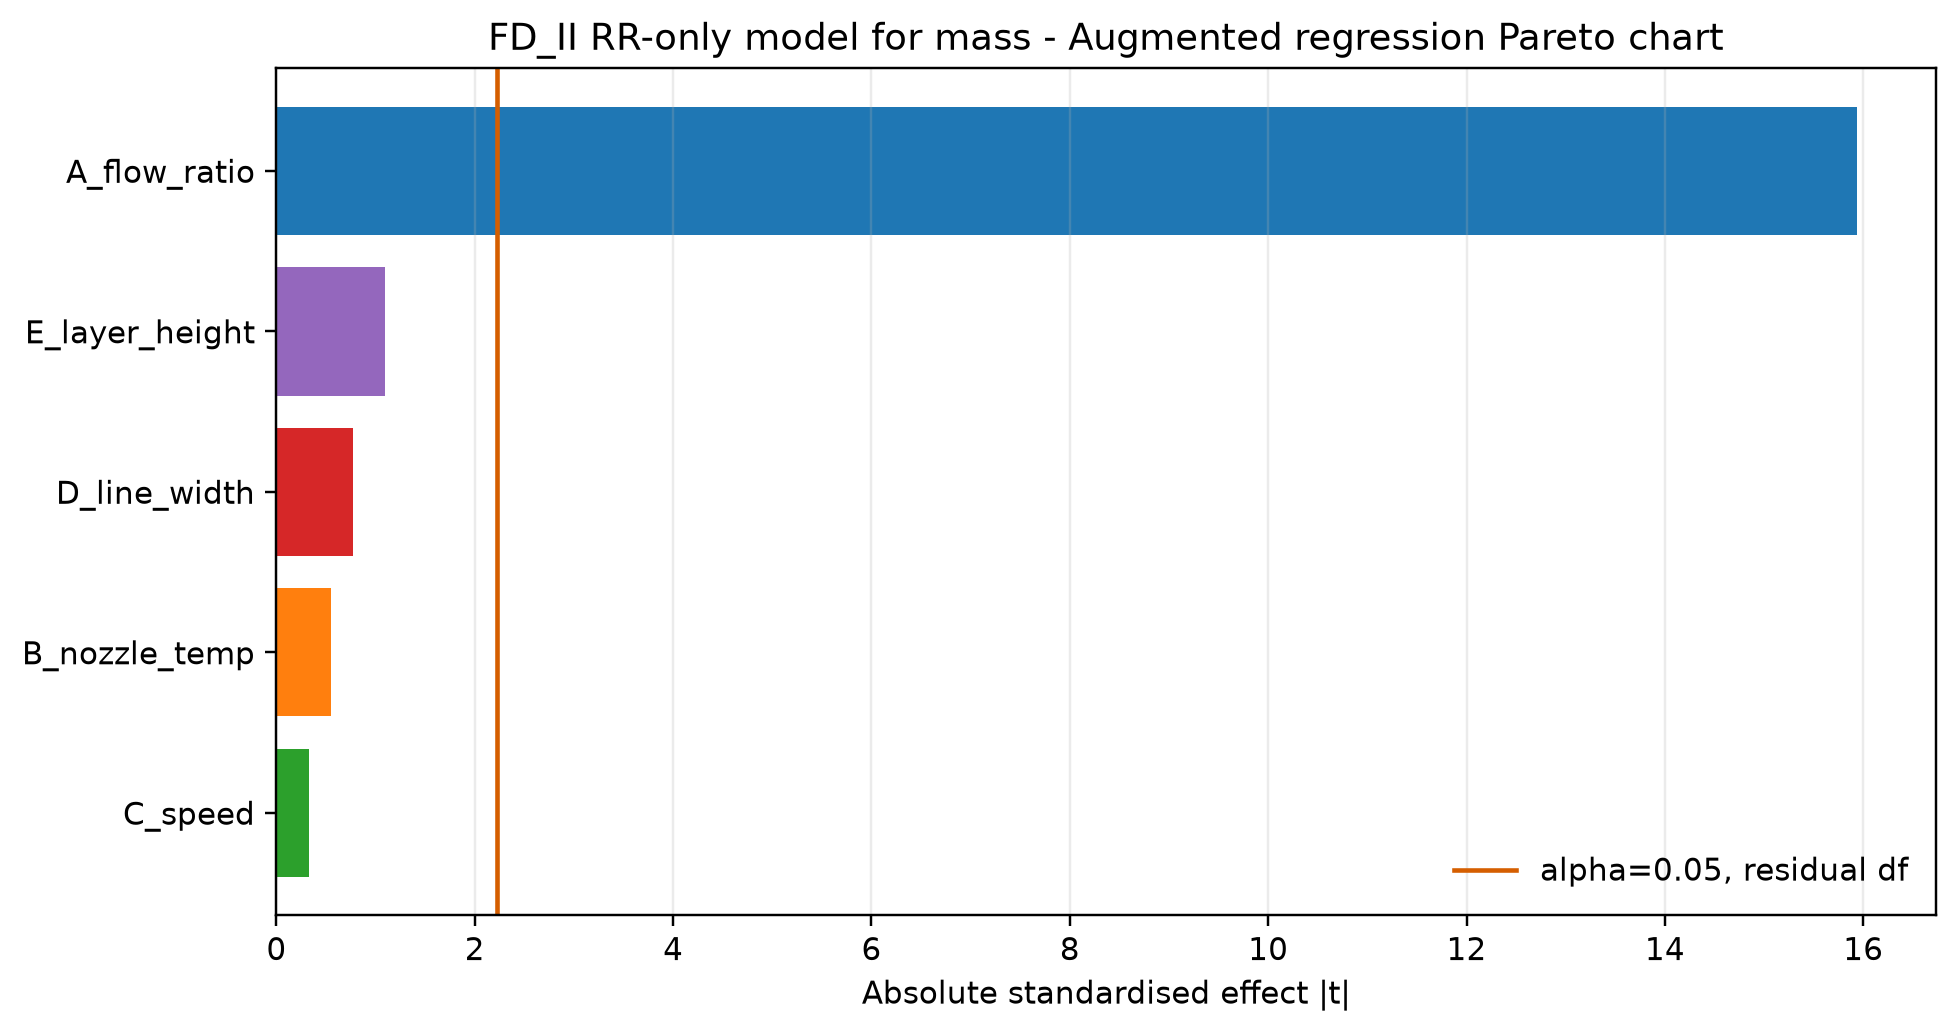 FD_II RR-only model for mass - Augmented regression Pareto chart
A_flow_ratio
E_layer_height
D_line_width
B_nozzle_temp
C_speed
alpha=0.05, residual df
0 2 4 6 8 10 12 14 16
Absolute standardised effect |t|